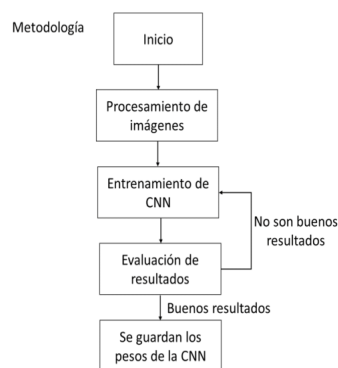 Metodología
Inicio
Procesamiento de
imágenes
Entrenamiento de
CNN
No son buenos
resultados
Evaluación de
resultados
Buenos resultados
Se guardan los
pesos de la CNN